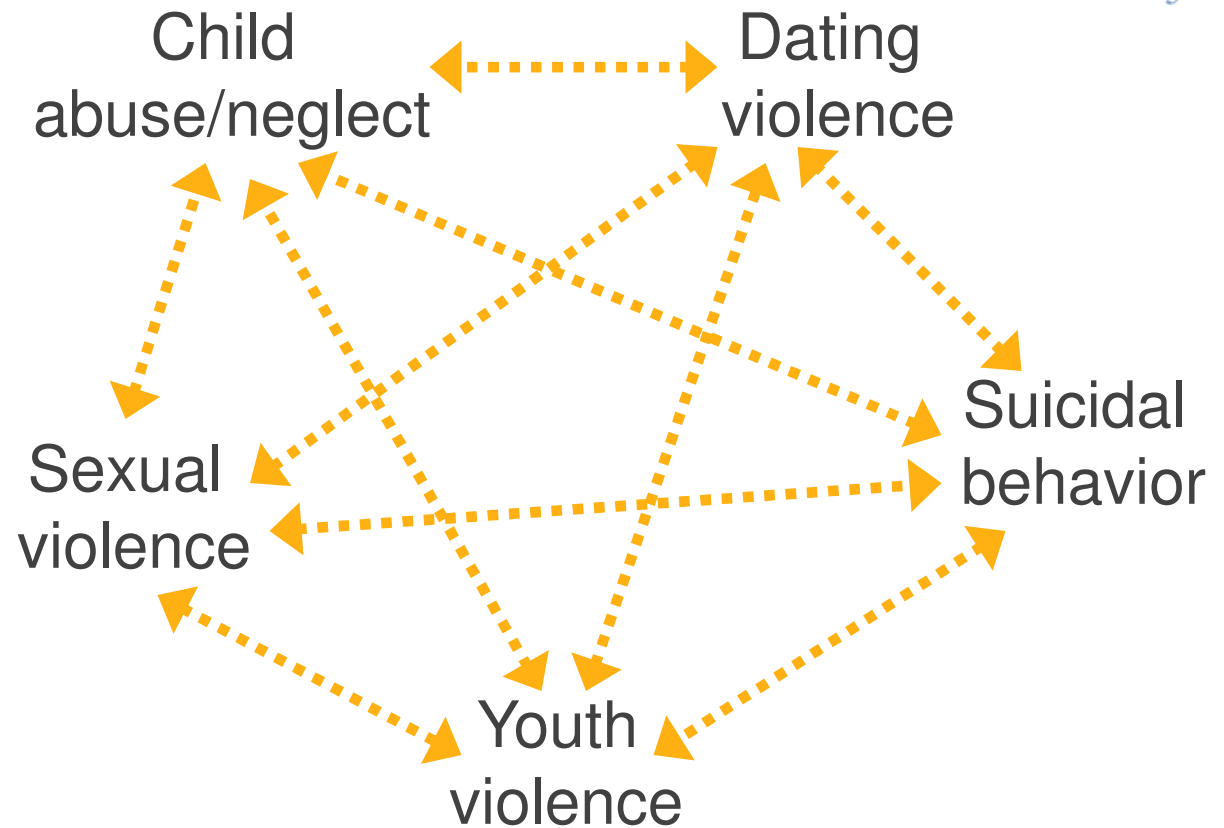 Child
abuse/neglect
Dating
violence
Suicidal
behavior
Sexual
violence
Youth
violence